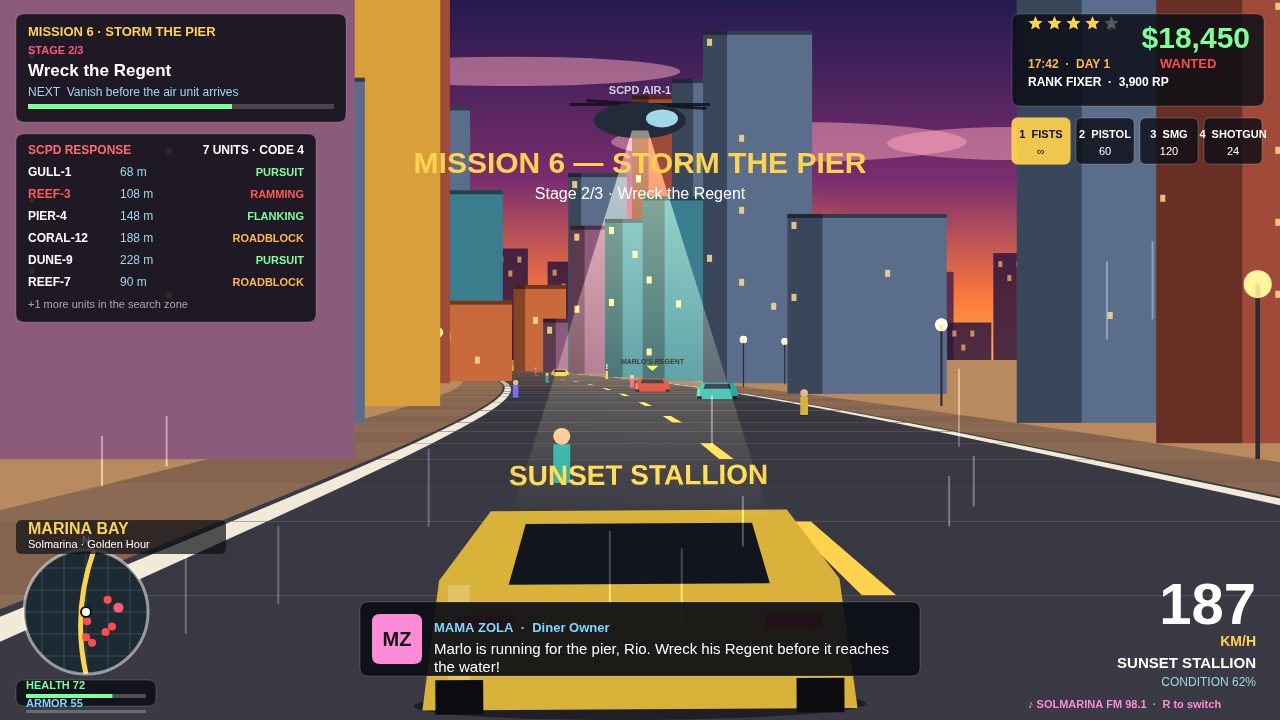 MISSION 6 · STORM THE PIER
STAGE 2/3
Wreck the Regent
NEXT Vanish before the air unit arrives
SCPD RESPONSE 7 UNITS · CODE 4
GULL-1 68 m PURSUIT
REEF-3 108 m RAMMING
PIER-4 148 m FLANKING
CORAL-12 188 m ROADBLOCK
DUNE-9 228 m PURSUIT
REEF-7 90 m ROADBLOCK
+1 more units in the search zone
SCPD AIR-1
MISSION 6 — STORM THE PIER
Stage 2/3 · Wreck the Regent
$18,450
17:42 · DAY 1 WANTED
RANK FIXER · 3,900 RP
1 FISTS
∞
2 PISTOL
60
3 SMG
120
4 SHOTGUN
24
MARLO'S REGENT
SUNSET STALLION
MARINA BAY
Solmarina · Golden Hour
HEALTH 72
ARMOR 55
MZ
MAMA ZOLA · Diner Owner
Marlo is running for the pier, Rio. Wreck his Regent before it reaches
the water!
187
KM/H
SUNSET STALLION
CONDITION 62%
♪ SOLMARINA FM 98.1 · R to switch